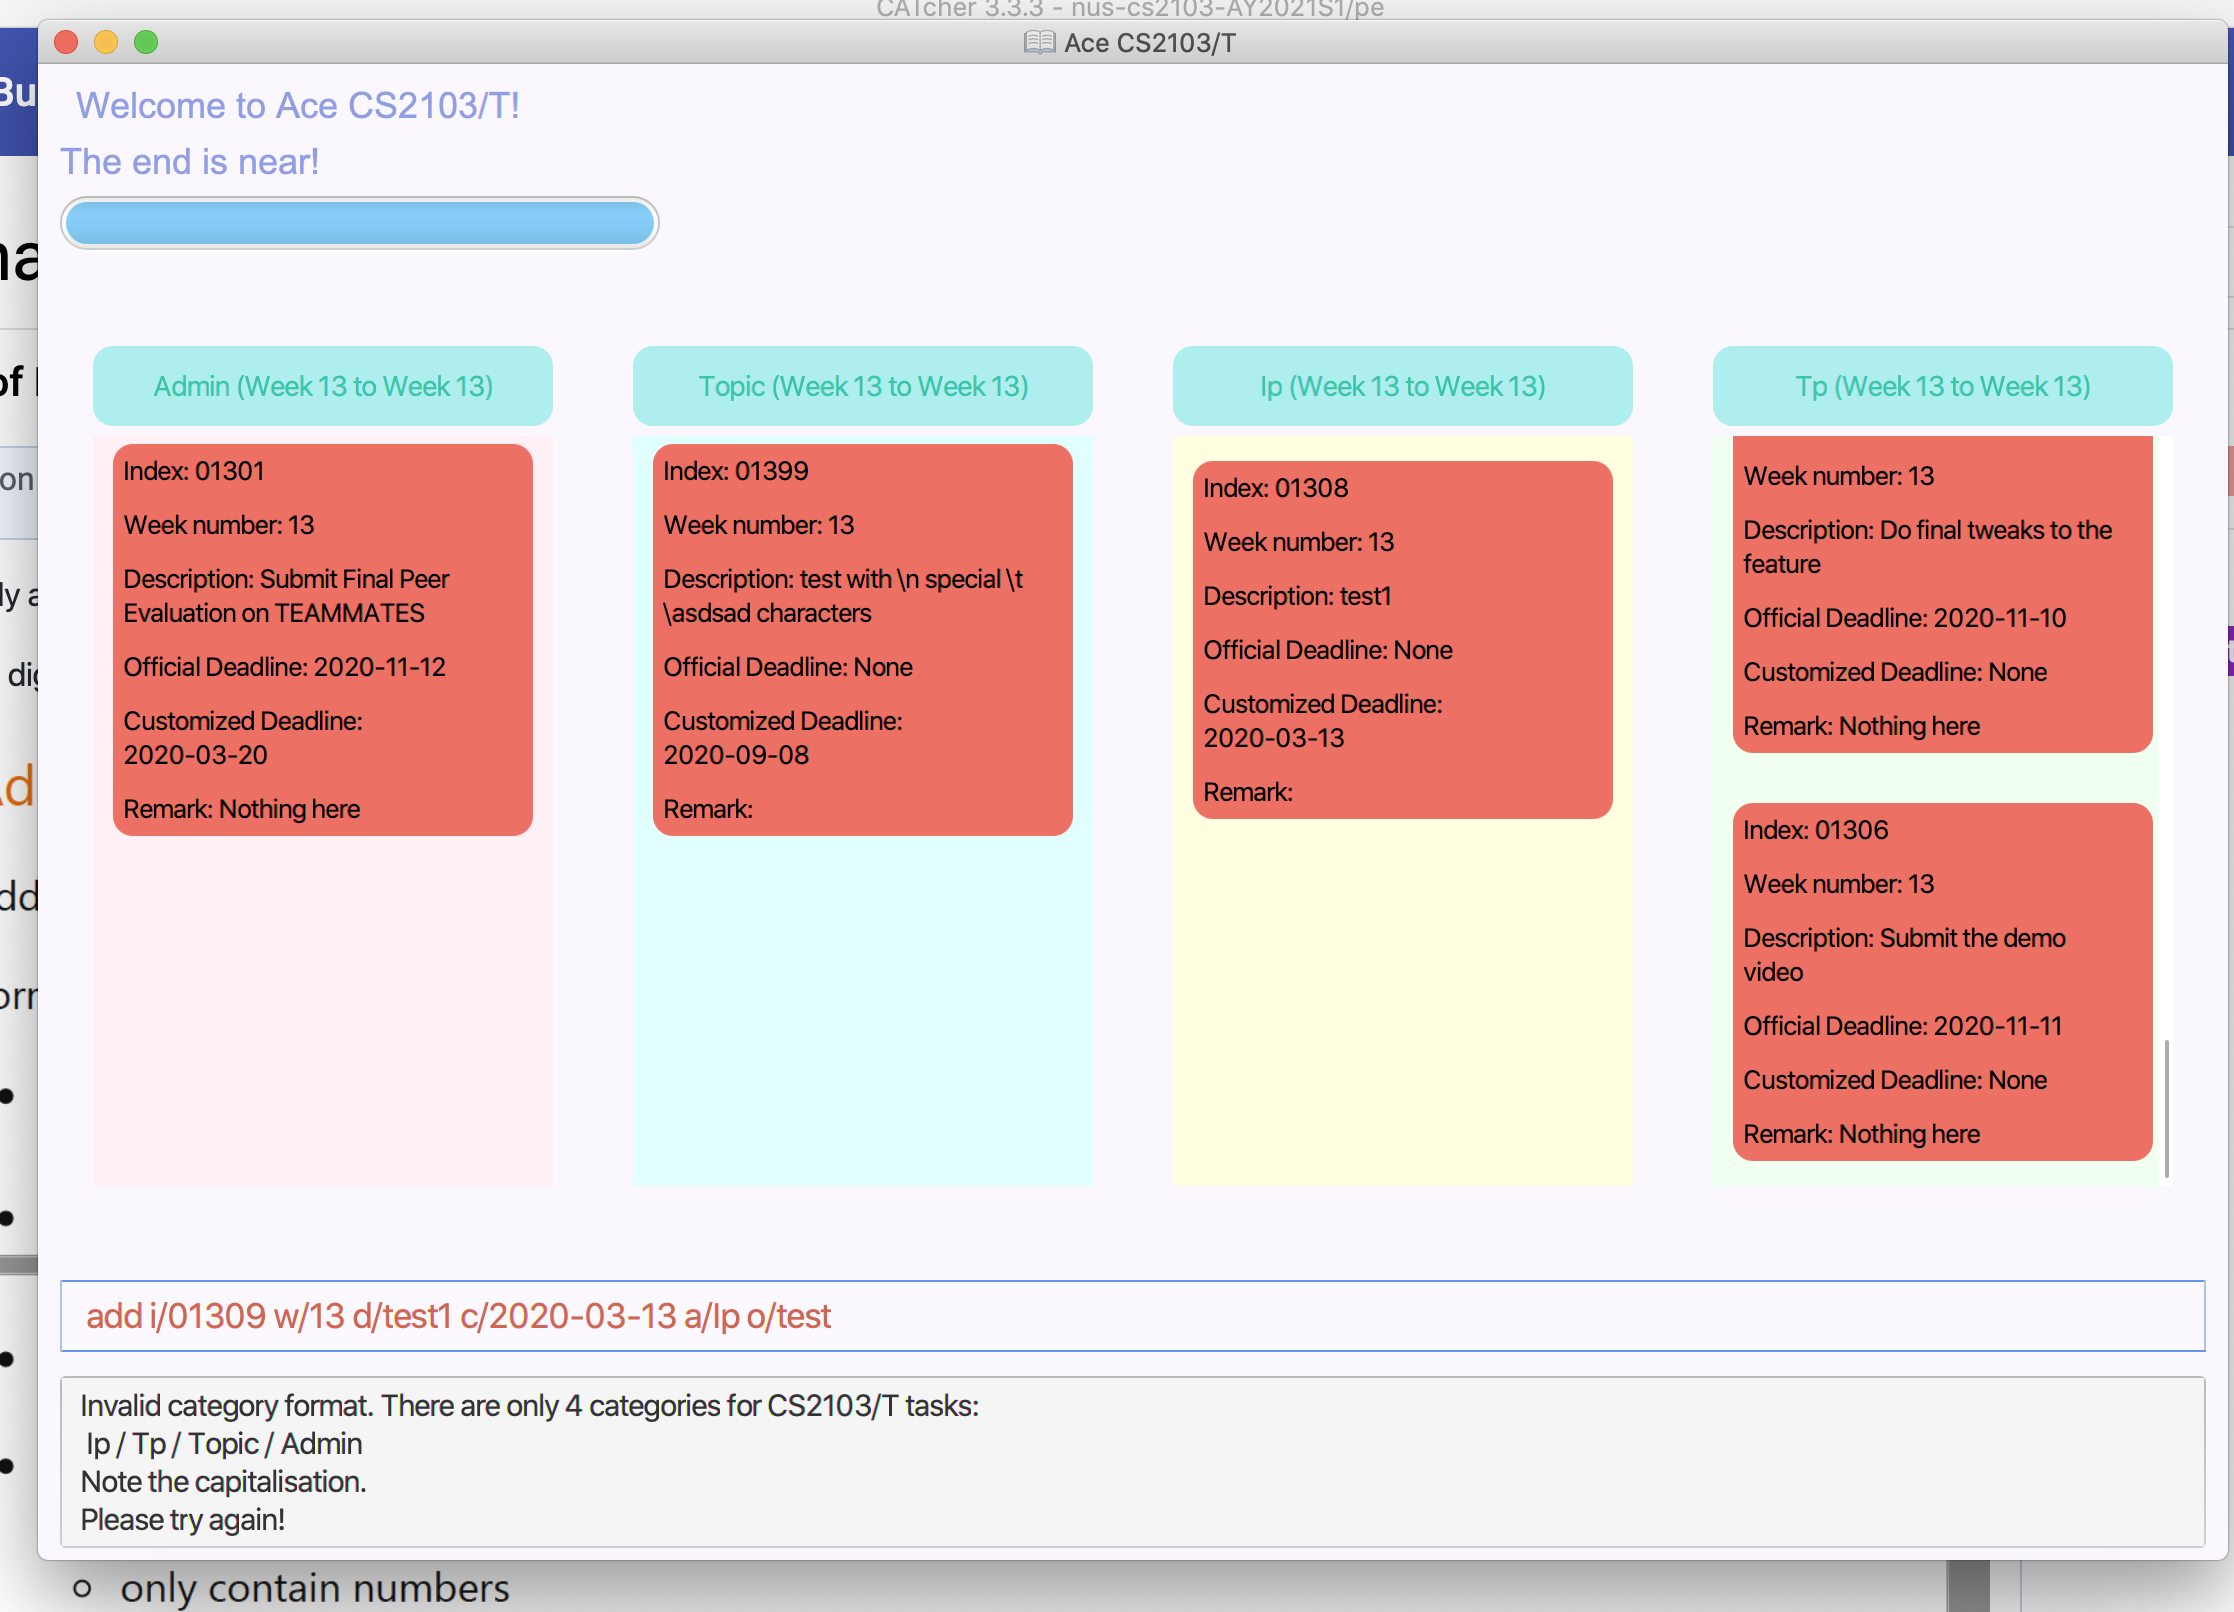 CATcher 3.3.3 - nus-cs2103-AY2021S1/pe
Ace CS2103/T
Welcome to Ace CS2103/T!
The end is near!
Admin (Week 13 to Week 13)
Index: 01301
Week number: 13
Description: Submit Final Peer
Evaluation on TEAMMATES
Official Deadline: 2020-11-12
Customized Deadline:
2020-03-20
Remark: Nothing here
Topic (Week 13 to Week 13)
Index: 01399
Week number: 13
Description: test with \n special \t
\asdsad characters
Official Deadline: None
Customized Deadline:
2020-09-08
Remark:
Ip (Week 13 to Week 13)
Index: 01308
Week number: 13
Description: test1
Official Deadline: None
Customized Deadline:
2020-03-13
Remark:
Tp (Week 13 to Week 13)
Week number: 13
Description: Do final tweaks to the
feature
Official Deadline: 2020-11-10
Customized Deadline: None
Remark: Nothing here
Index: 01306
Week number: 13
Description: Submit the demo
video
Official Deadline: 2020-11-11
Customized Deadline: None
Remark: Nothing here
add i/01309 w/13 d/test1 c/2020-03-13 a/Ip o/test
Invalid category format. There are only 4 categories for CS2103/T tasks:
Ip / Tp / Topic / Admin
Note the capitalisation.
Please try again!
only contain numbers